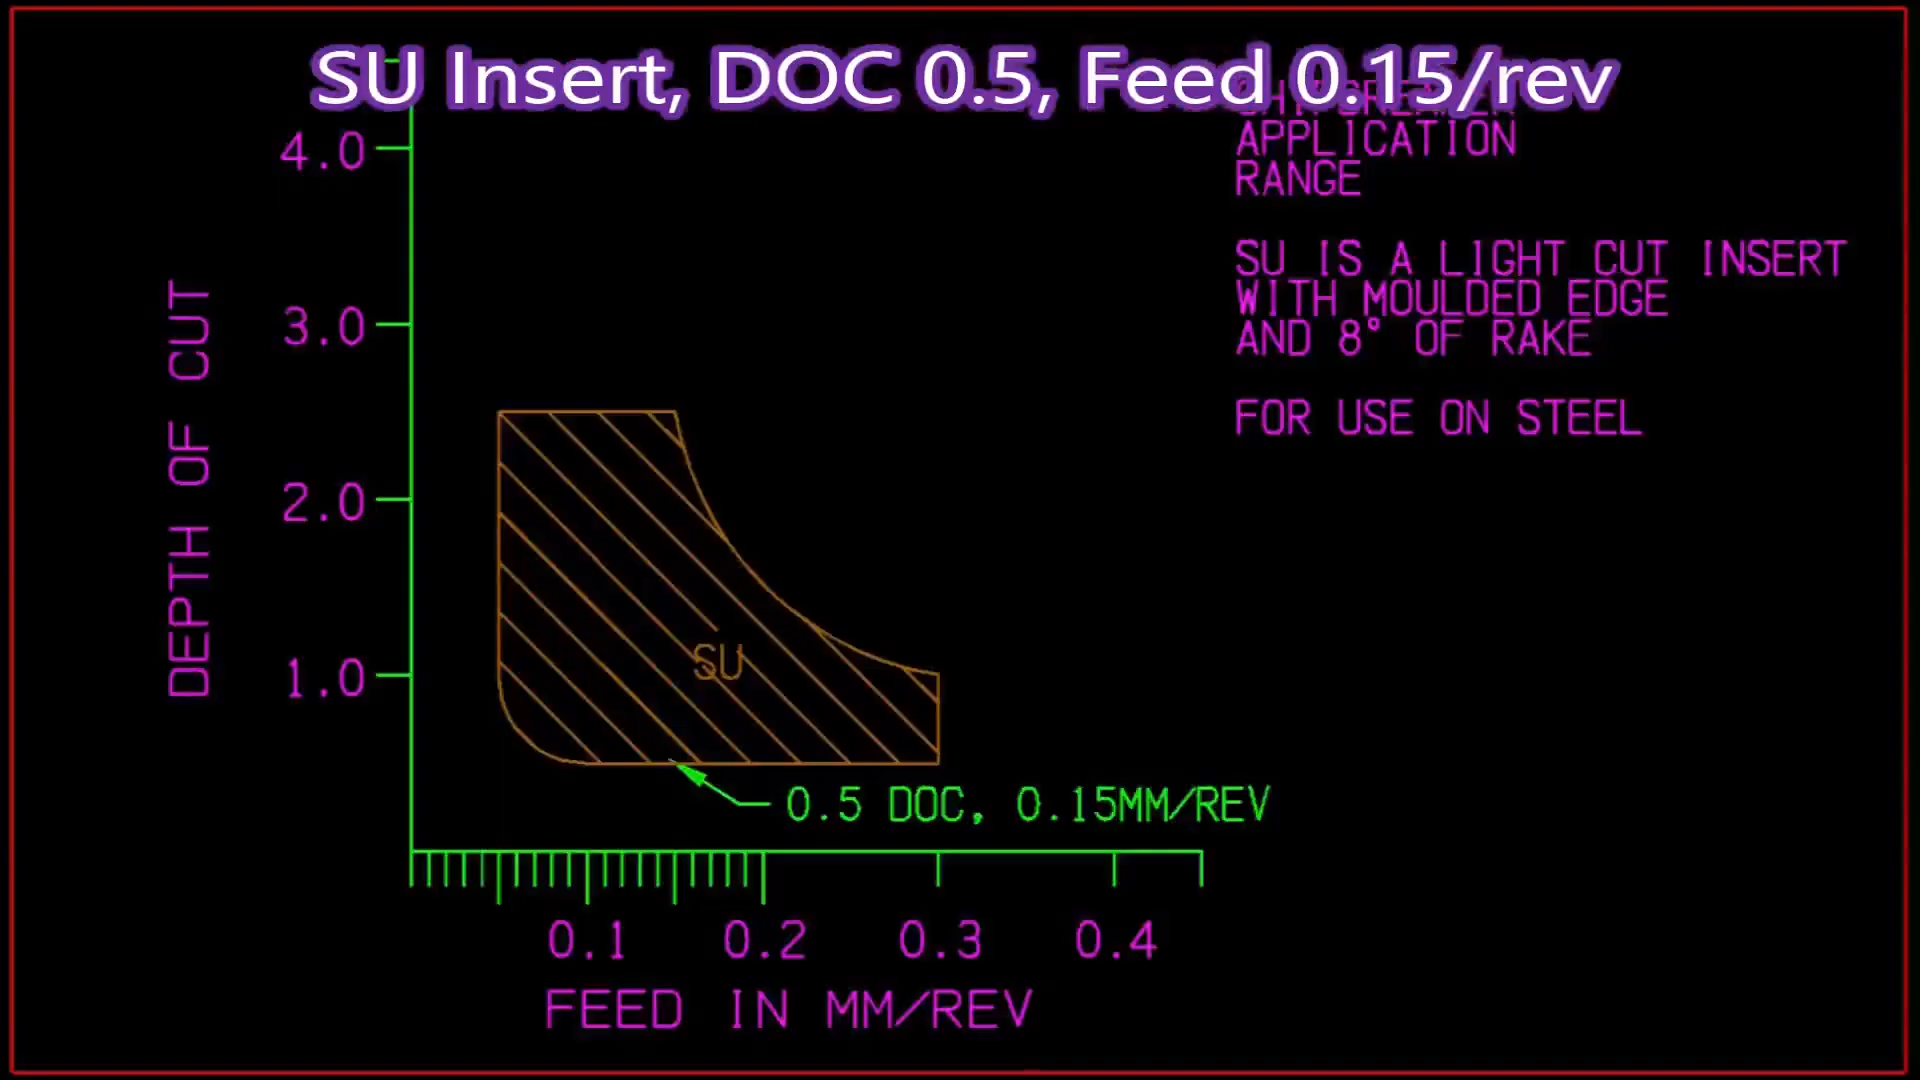 SU Insert, DOC 0.5, Feed 0.15/rev
APPLICATION
RANGE
SU IS A LIGHT CUT INSERT
WITH MOULDED EDGE
AND 8° OF RAKE
FOR USE ON STEEL
4.0
3.0
2.0
1.0
DEPTH OF CUT
SU
0.5 DOC, 0.15MM/REV
0.1 0.2 0.3 0.4
FEED IN MM/REV